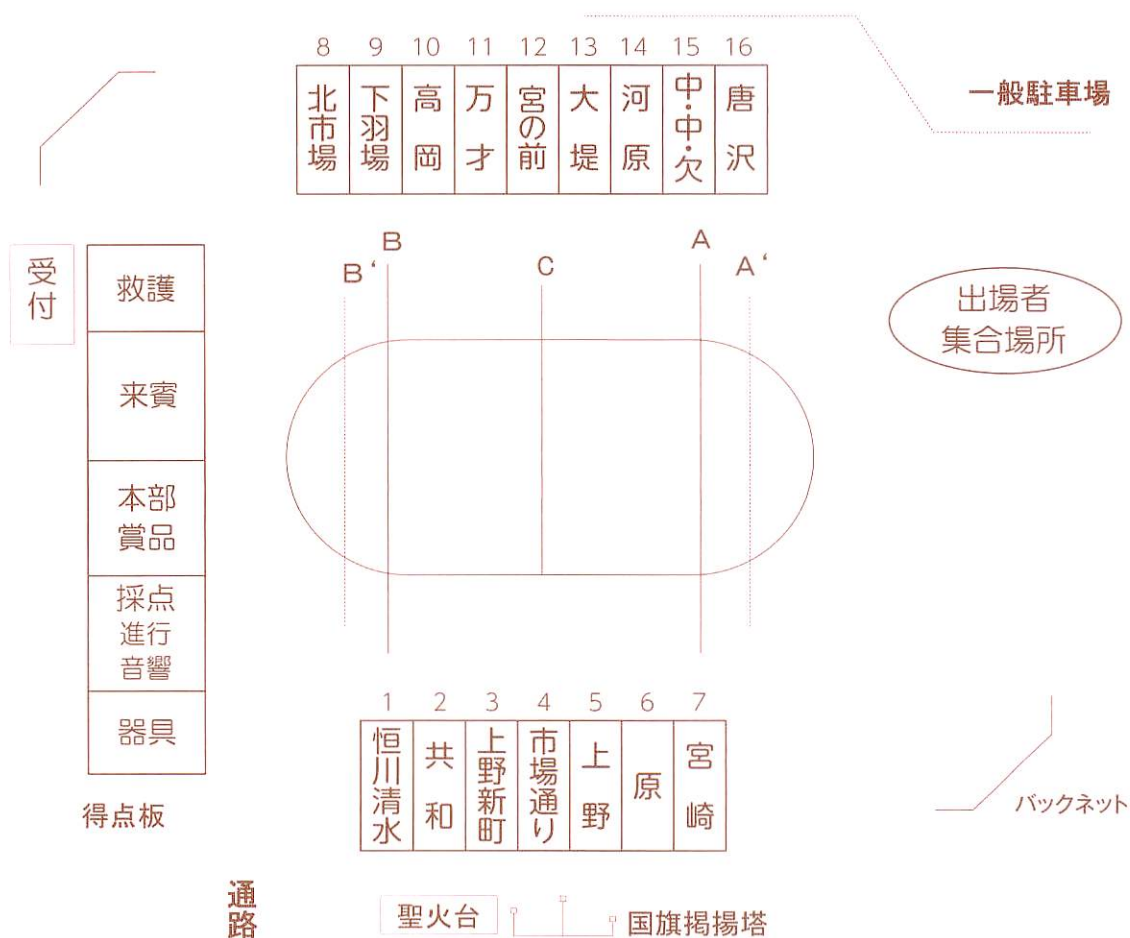 8 9 10 11 12 13 14 15 16
北市場
下羽場
高岡
万才
宮の前
大堤
河原
中・中・欠
唐沢
一般駐車場
受付
救護
来賓
本部
賞品
採点
進行
音響
器具
得点板
B
B'
C
A
A'
出場者
集合場所
1 2 3 4 5 6 7
恒川清水
共和
上野新町
市場通り
上野
原
宮崎
バックネット
通路
聖火台
国旗掲揚塔